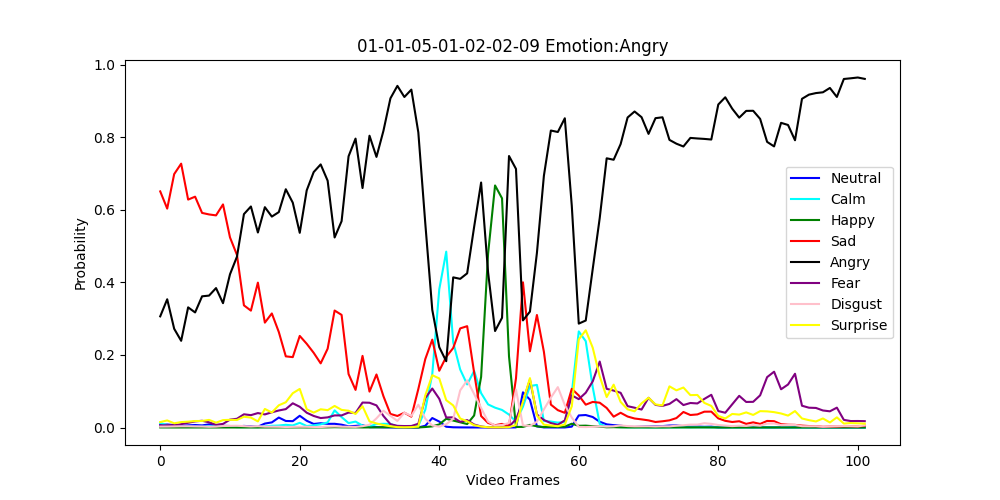 01-01-05-01-02-02-09 Emotion:Angry
1.0
0.8
0.6
0.4
0.2
0.0
Probability
0 20 40 60 80 100
Video Frames
Neutral
Calm
Happy
Sad
Angry
Fear
Disgust
Surprise